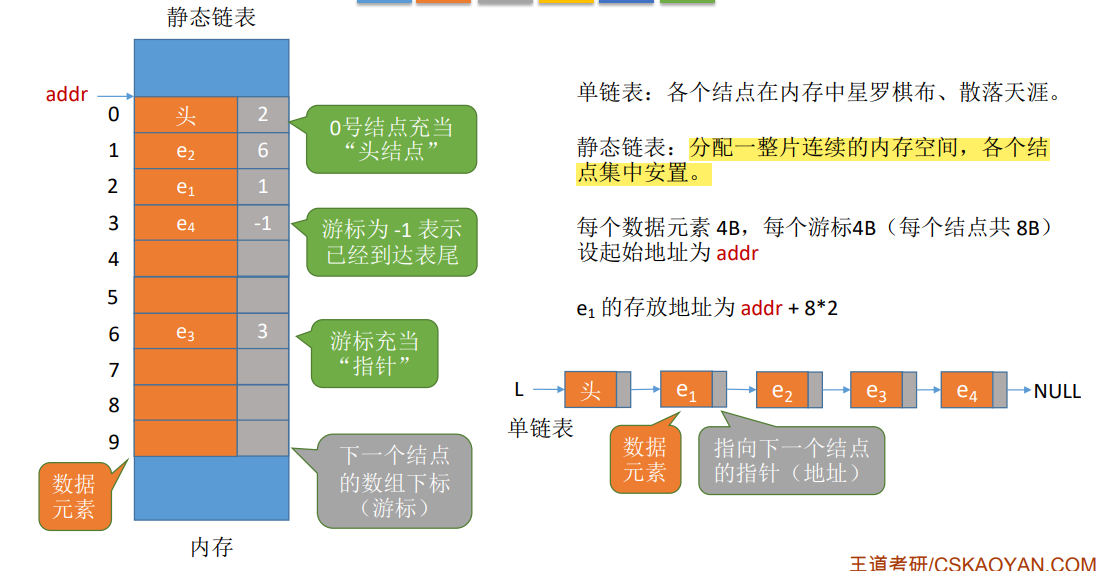 静态链表
addr
0 头 2
1 e₂ 6
2 e₁ 1
3 e₄ -1
4
5
6 e₃ 3
7
8
9
0号结点充当
“头结点”
游标为 -1 表示
已经到达表尾
游标充当
“指针”
下一个结点
的数组下标
（游标）
数据
元素
内存
单链表：各个结点在内存中星罗棋布、散落天涯。
静态链表：分配一整片连续的内存空间，各个结
点集中安置。
每个数据元素 4B，每个游标4B（每个结点共 8B）
设起始地址为 addr
e₁ 的存放地址为 addr + 8*2
L 头 e₁ e₂ e₃ e₄ NULL
单链表
数据
元素
指向下一个结点
的指针（地址）
王道考研/CSKAOYAN.COM